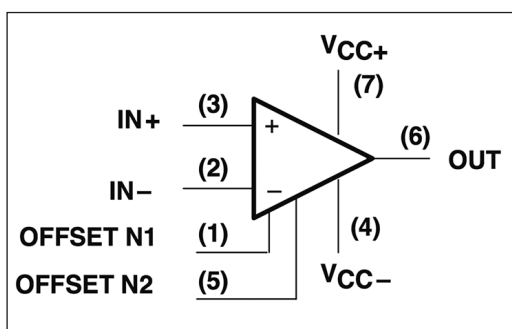 VCC+
(7)
IN+ (3) +
(6) OUT
IN− (2) −
OFFSET N1 (1)
(4)
VCC−
OFFSET N2 (5)